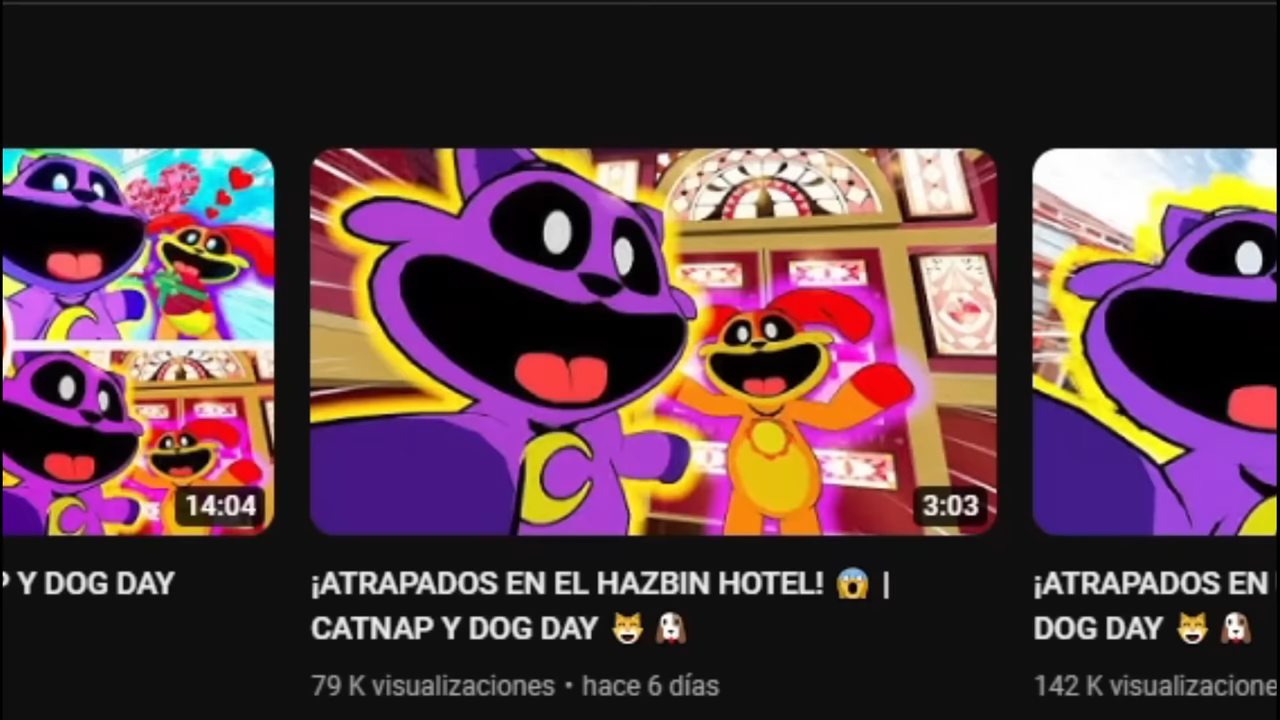 14:04
3:03
Y DOG DAY
¡ATRAPADOS EN EL HAZBIN HOTEL! 😱 |
CATNAP Y DOG DAY 😸 🐶
79 K visualizaciones • hace 6 días
¡ATRAPADOS EN
DOG DAY 😸 🐶
142 K